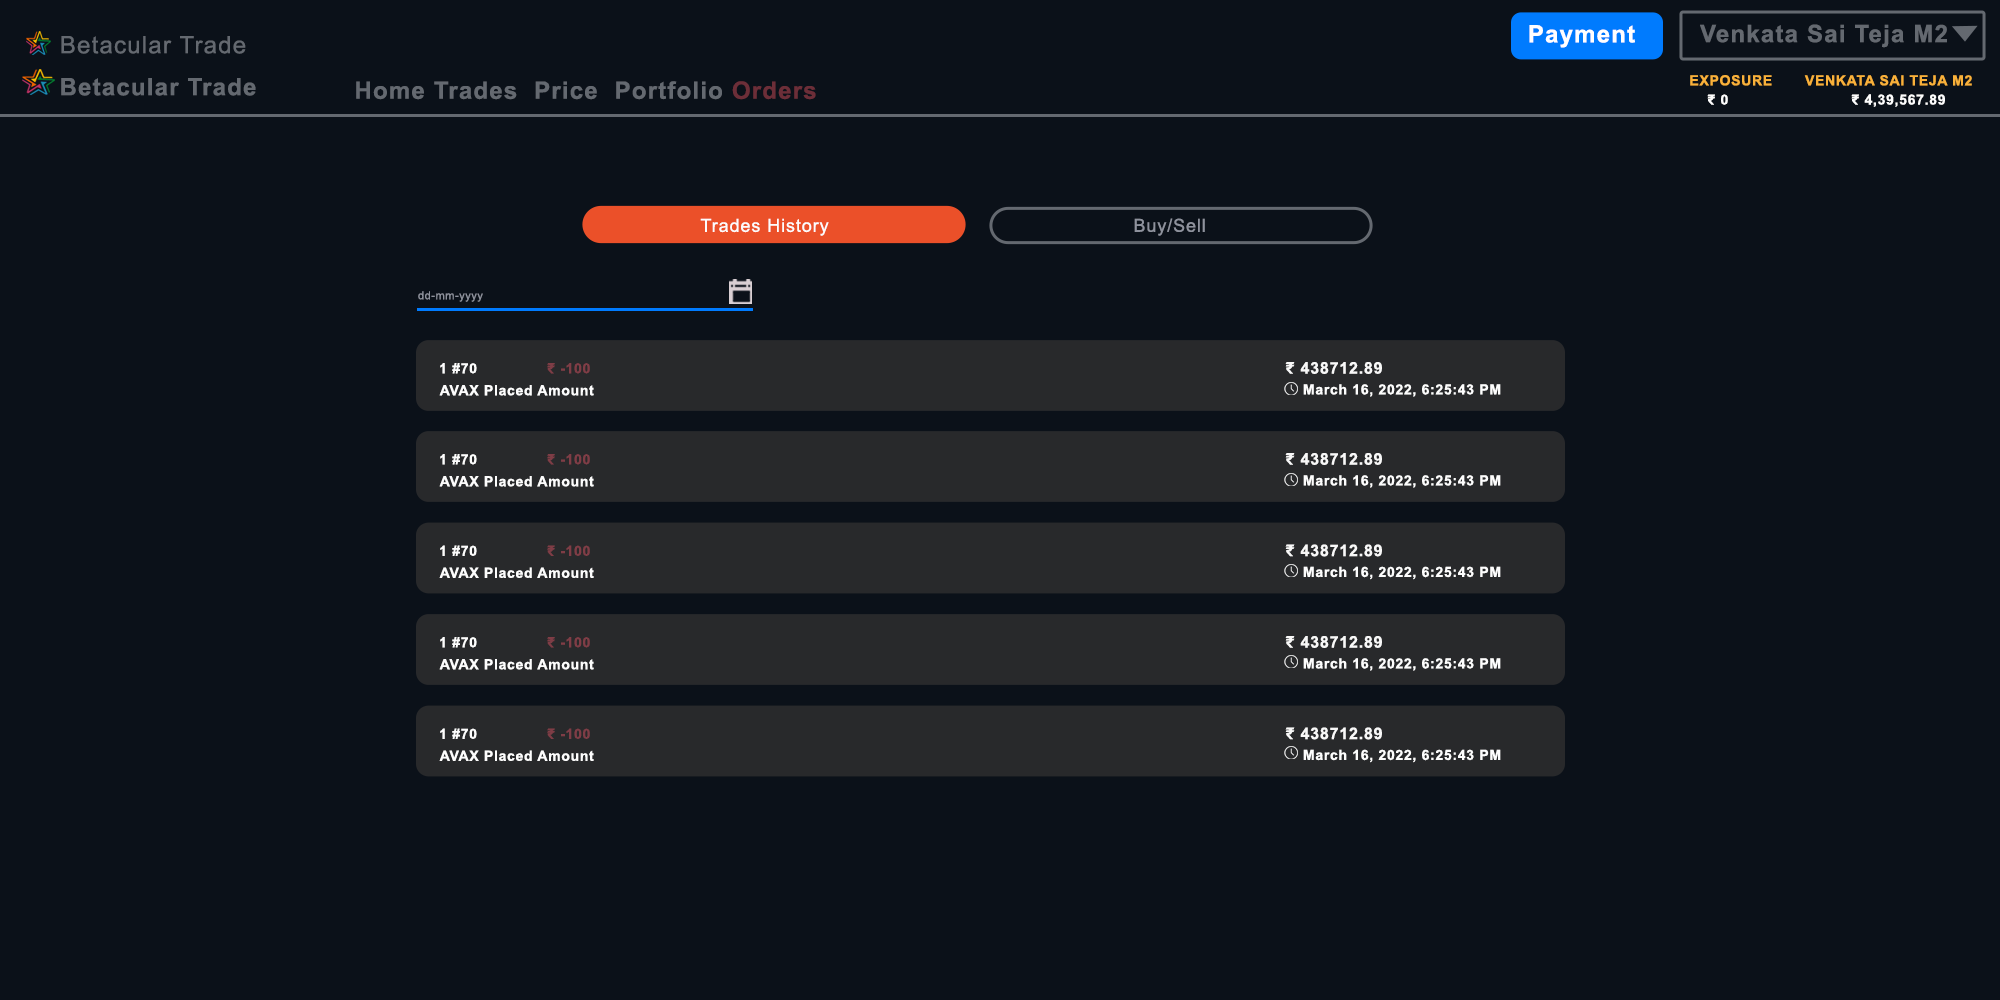 Betacular Trade
Payment
Venkata Sai Teja M2
Betacular Trade
Home Trades Price Portfolio Orders
EXPOSURE
₹ 0
VENKATA SAI TEJA M2
₹ 4,39,567.89
Trades History
Buy/Sell
dd-mm-yyyy
1 #70 ₹ -100
AVAX Placed Amount
₹ 438712.89
March 16, 2022, 6:25:43 PM
1 #70 ₹ -100
AVAX Placed Amount
₹ 438712.89
March 16, 2022, 6:25:43 PM
1 #70 ₹ -100
AVAX Placed Amount
₹ 438712.89
March 16, 2022, 6:25:43 PM
1 #70 ₹ -100
AVAX Placed Amount
₹ 438712.89
March 16, 2022, 6:25:43 PM
1 #70 ₹ -100
AVAX Placed Amount
₹ 438712.89
March 16, 2022, 6:25:43 PM